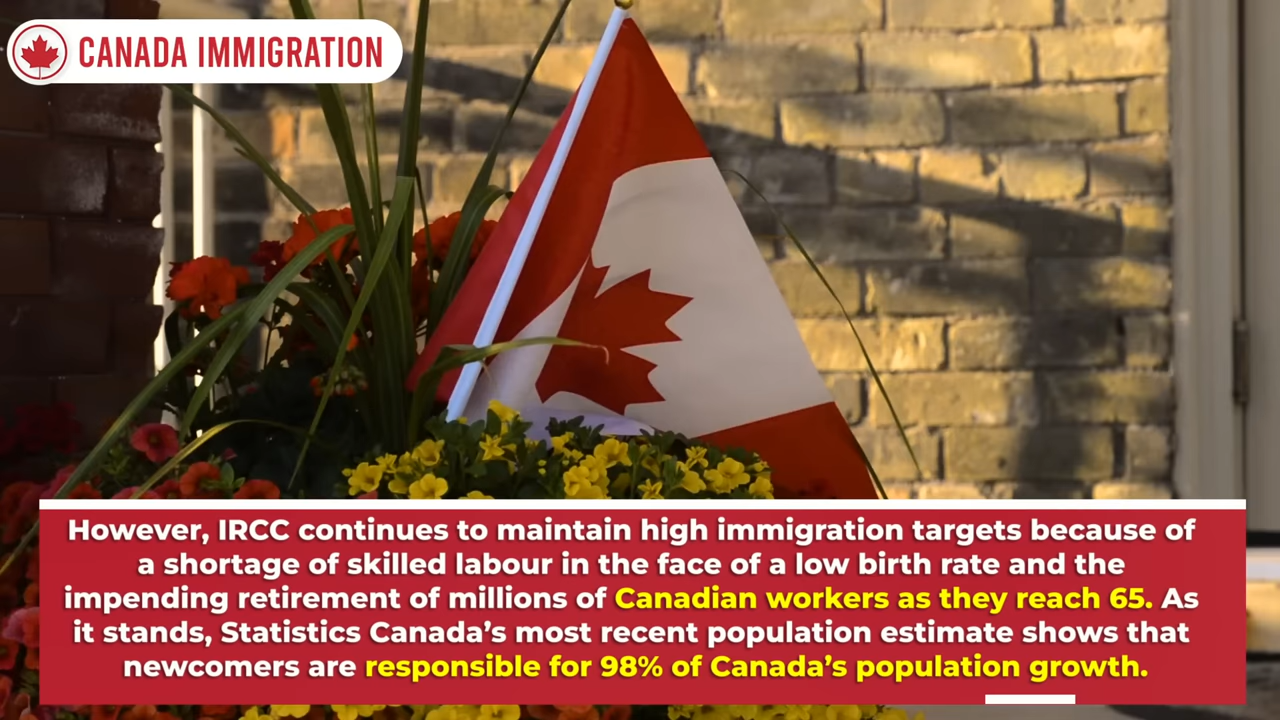 CANADA IMMIGRATION
However, IRCC continues to maintain high immigration targets because of
a shortage of skilled labour in the face of a low birth rate and the
impending retirement of millions of Canadian workers as they reach 65. As
it stands, Statistics Canada’s most recent population estimate shows that
newcomers are responsible for 98% of Canada’s population growth.